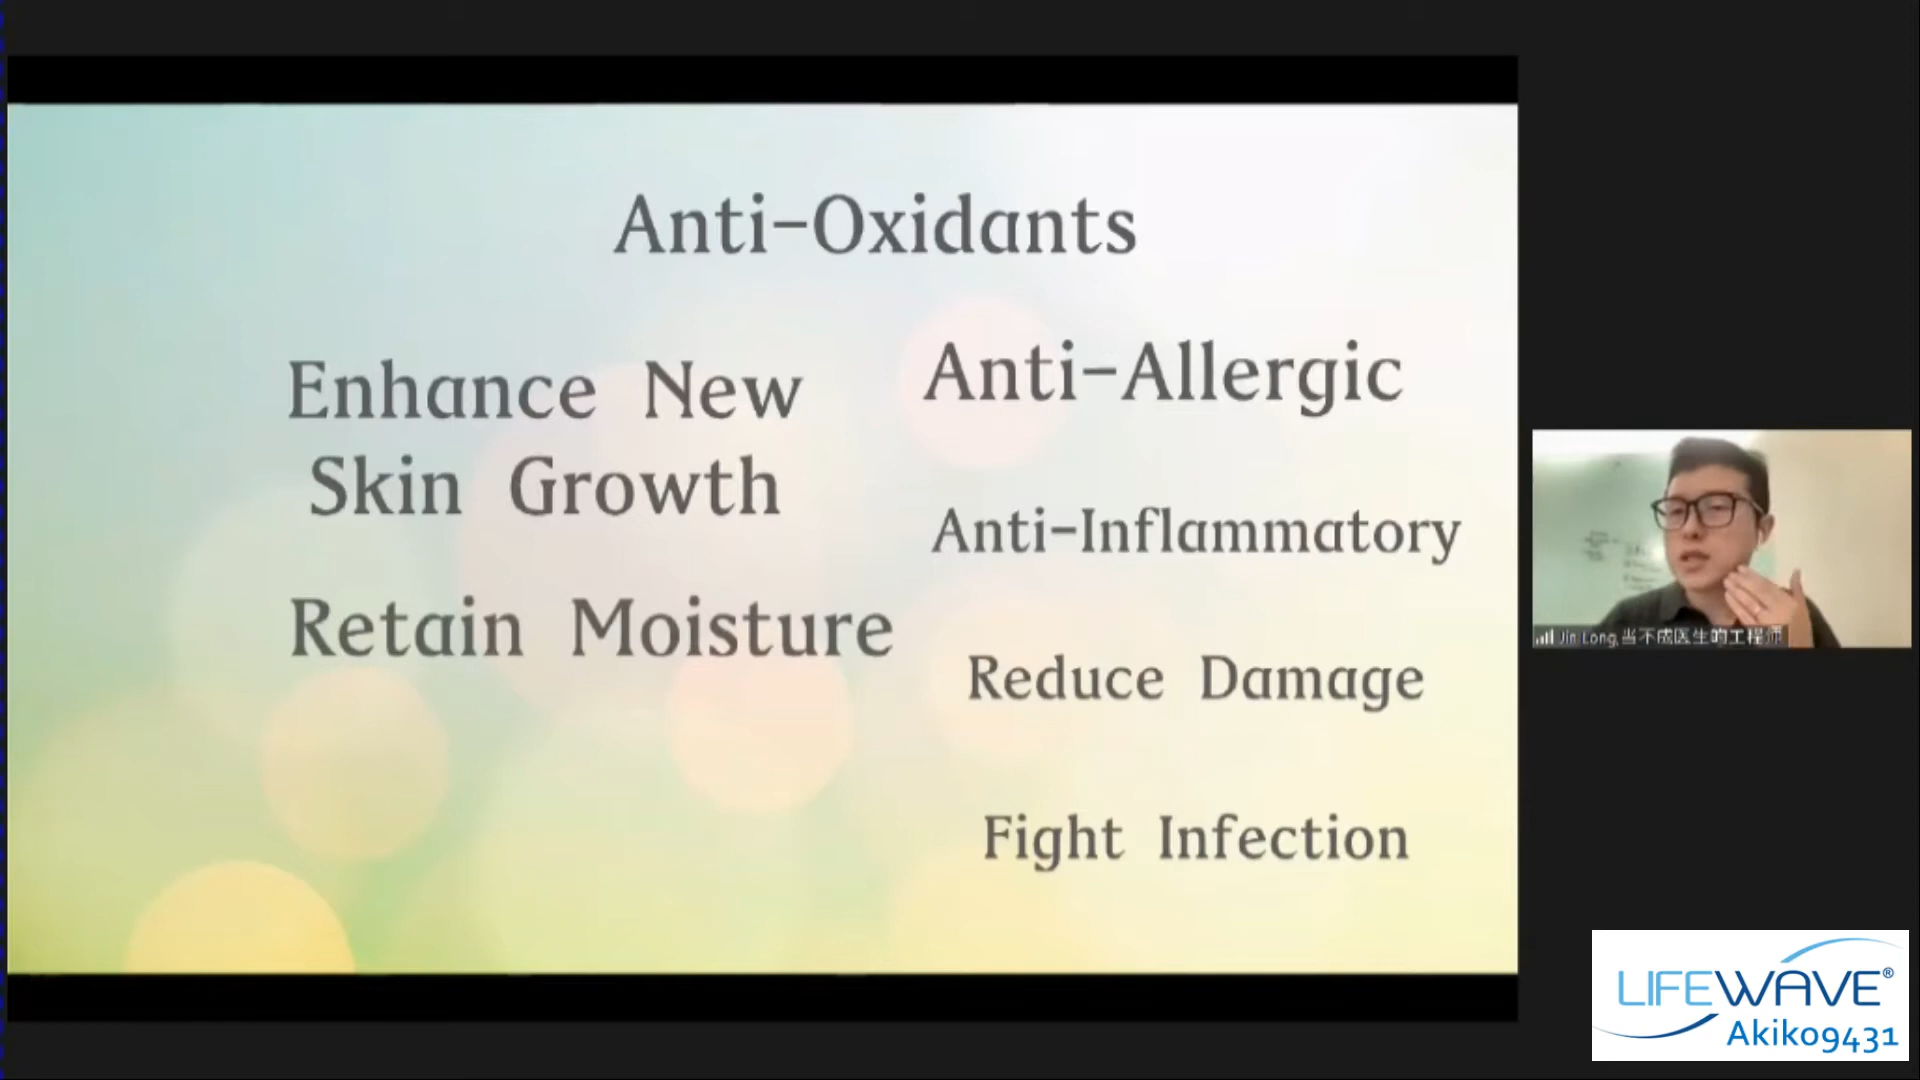 Anti-Oxidants
Enhance New
Skin Growth
Retain Moisture
Anti-Allergic
Anti-Inflammatory
Reduce Damage
Fight Infection
Jin Long,当不成医生的工程师
LIFEWAVE®
Akiko9431